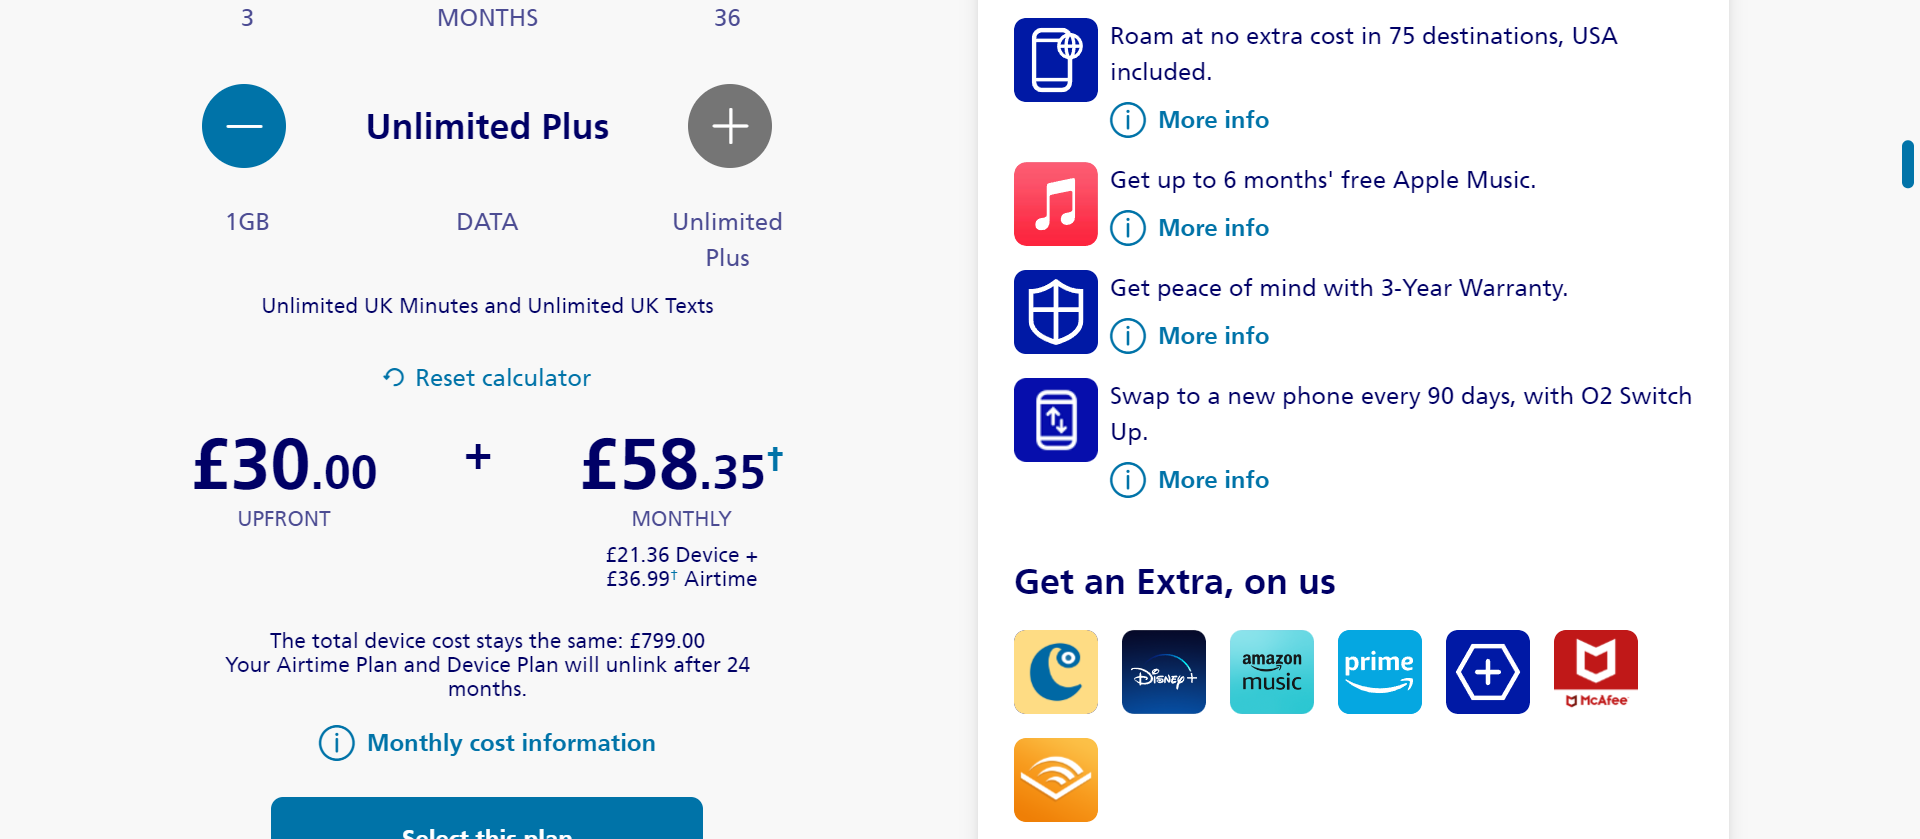 3 MONTHS 36
Unlimited Plus
1GB DATA Unlimited
Plus
Unlimited UK Minutes and Unlimited UK Texts
Reset calculator
£30.00 + £58.35†
UPFRONT MONTHLY
£21.36 Device +
£36.99† Airtime
The total device cost stays the same: £799.00
Your Airtime Plan and Device Plan will unlink after 24
months.
Monthly cost information
Select this plan
Roam at no extra cost in 75 destinations, USA
included.
More info
Get up to 6 months' free Apple Music.
More info
Get peace of mind with 3-Year Warranty.
More info
Swap to a new phone every 90 days, with O2 Switch
Up.
More info
Get an Extra, on us
Disney+
amazon
music
prime
McAfee